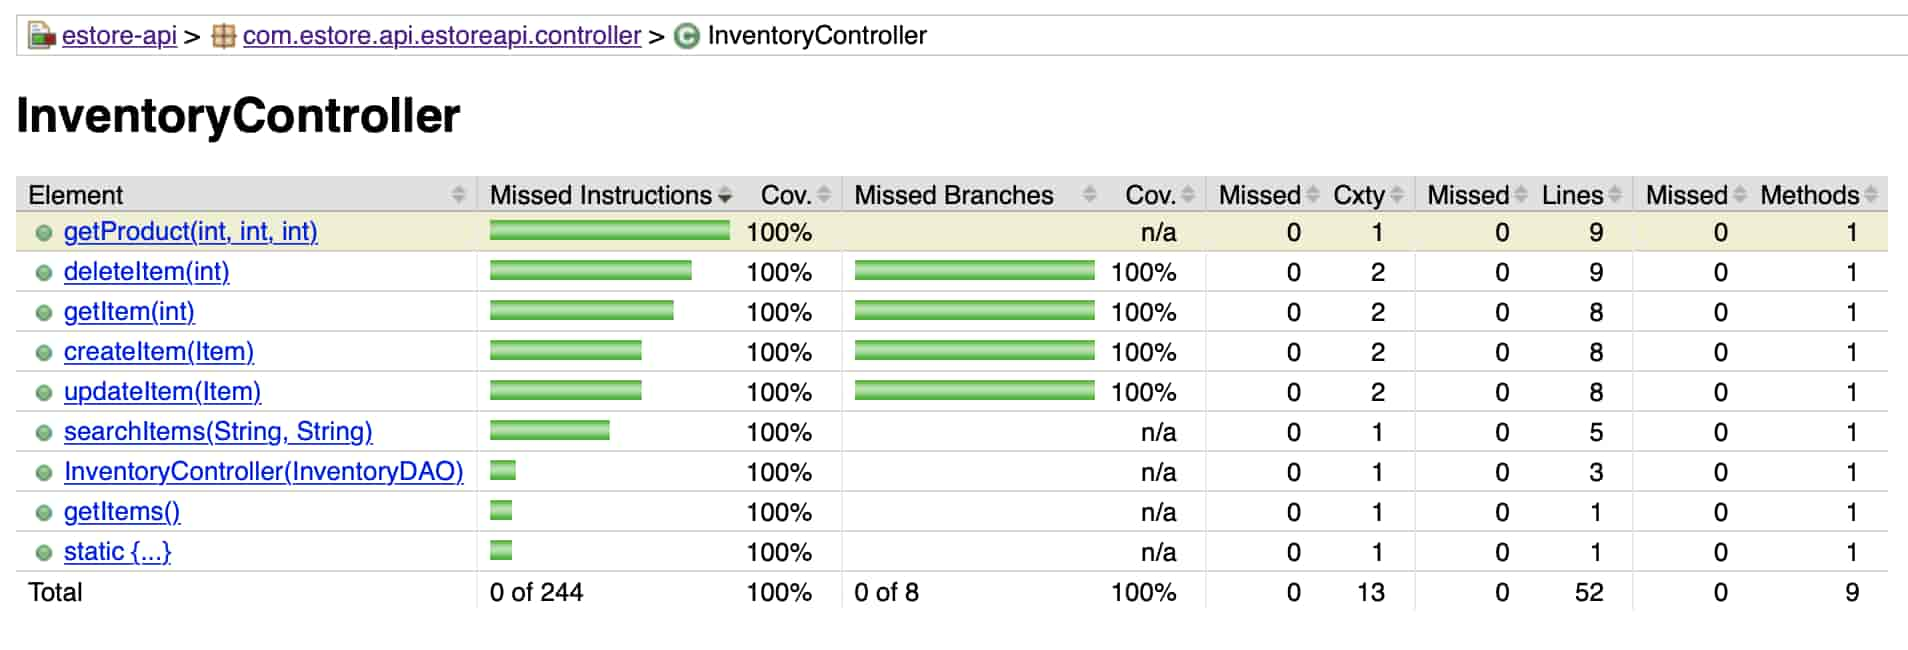 estore-api > com.estore.api.estoreapi.controller > InventoryController
InventoryController
Element Missed Instructions Cov. Missed Branches Cov. Missed Cxty Missed Lines Missed Methods
getProduct(int, int, int) 100% n/a 0 1 0 9 0 1
deleteItem(int) 100% 100% 0 2 0 9 0 1
getItem(int) 100% 100% 0 2 0 8 0 1
createItem(Item) 100% 100% 0 2 0 8 0 1
updateItem(Item) 100% 100% 0 2 0 8 0 1
searchItems(String, String) 100% n/a 0 1 0 5 0 1
InventoryController(InventoryDAO) 100% n/a 0 1 0 3 0 1
getItems() 100% n/a 0 1 0 1 0 1
static {...} 100% n/a 0 1 0 1 0 1
Total 0 of 244 100% 0 of 8 100% 0 13 0 52 0 9